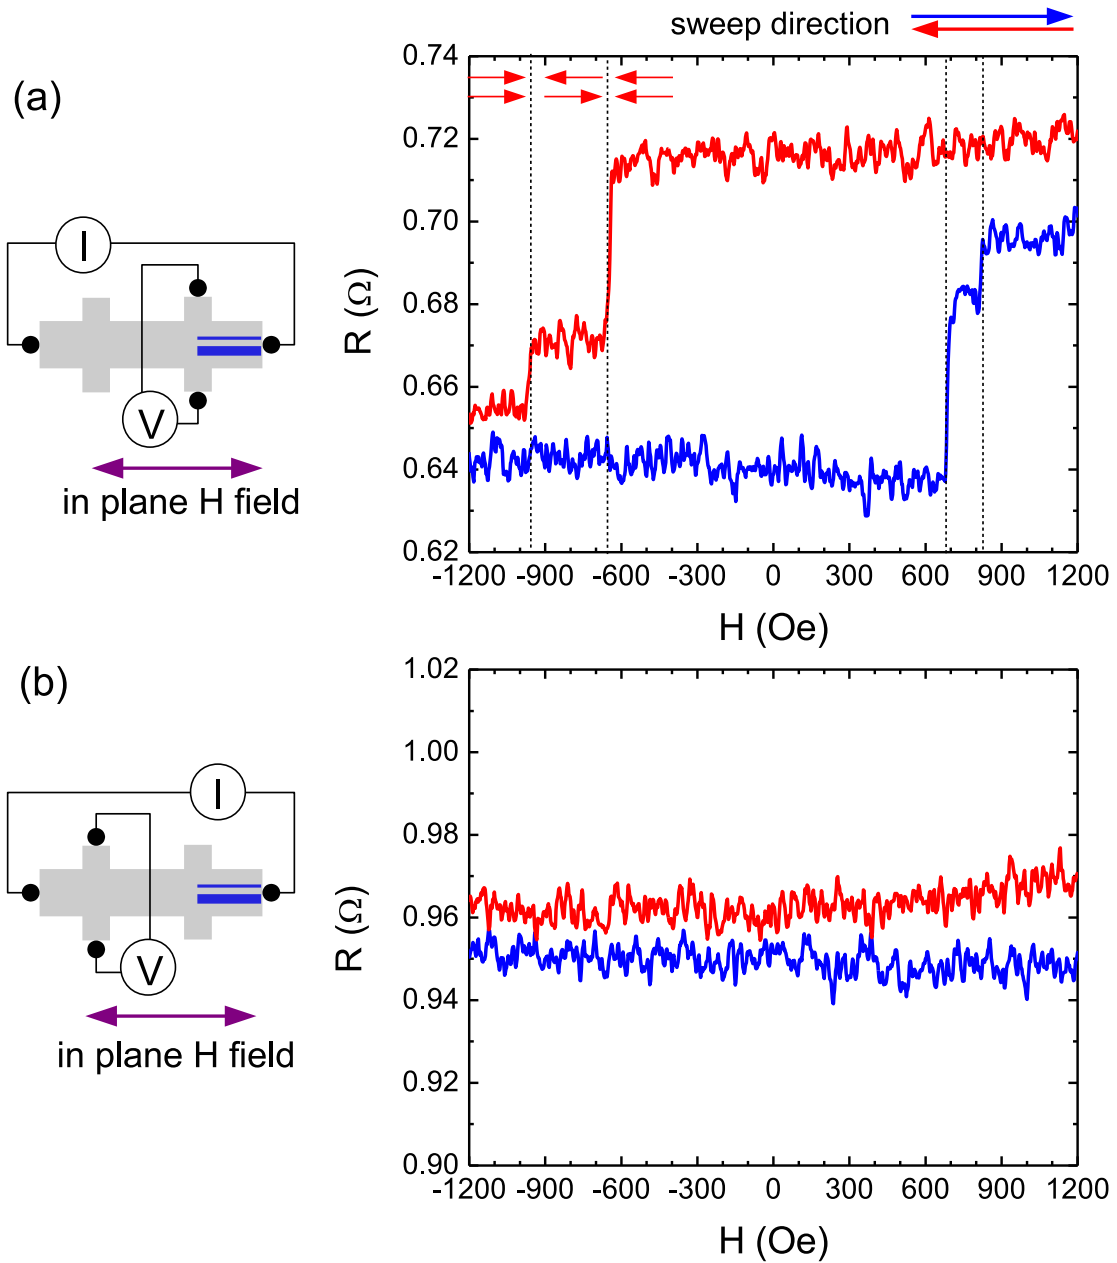 sweep direction
(a)
0.74
0.72
0.70
0.68
0.66
0.64
0.62
R (Ω)
I
V
in plane H field
-1200 -900 -600 -300 0 300 600 900 1200
H (Oe)
(b)
1.02
1.00
0.98
0.96
0.94
0.92
0.90
R (Ω)
I
V
in plane H field
-1200 -900 -600 -300 0 300 600 900 1200
H (Oe)